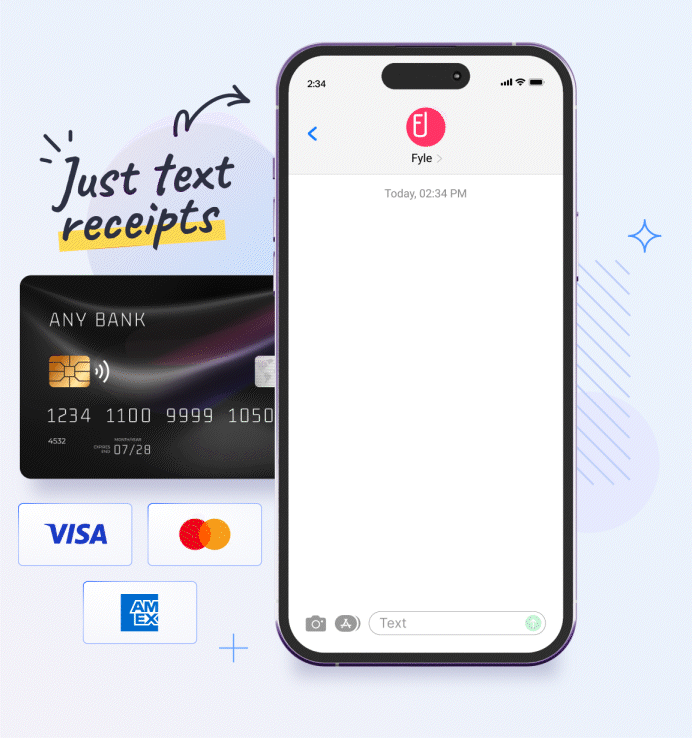 Just text
receipts
ANY BANK
1234 1100 9999 1050
4532
EXPIRES
END
MONTH/YEAR
07/28
VISA
AM
EX
2:34
Fyle
Today, 02:34 PM
Text